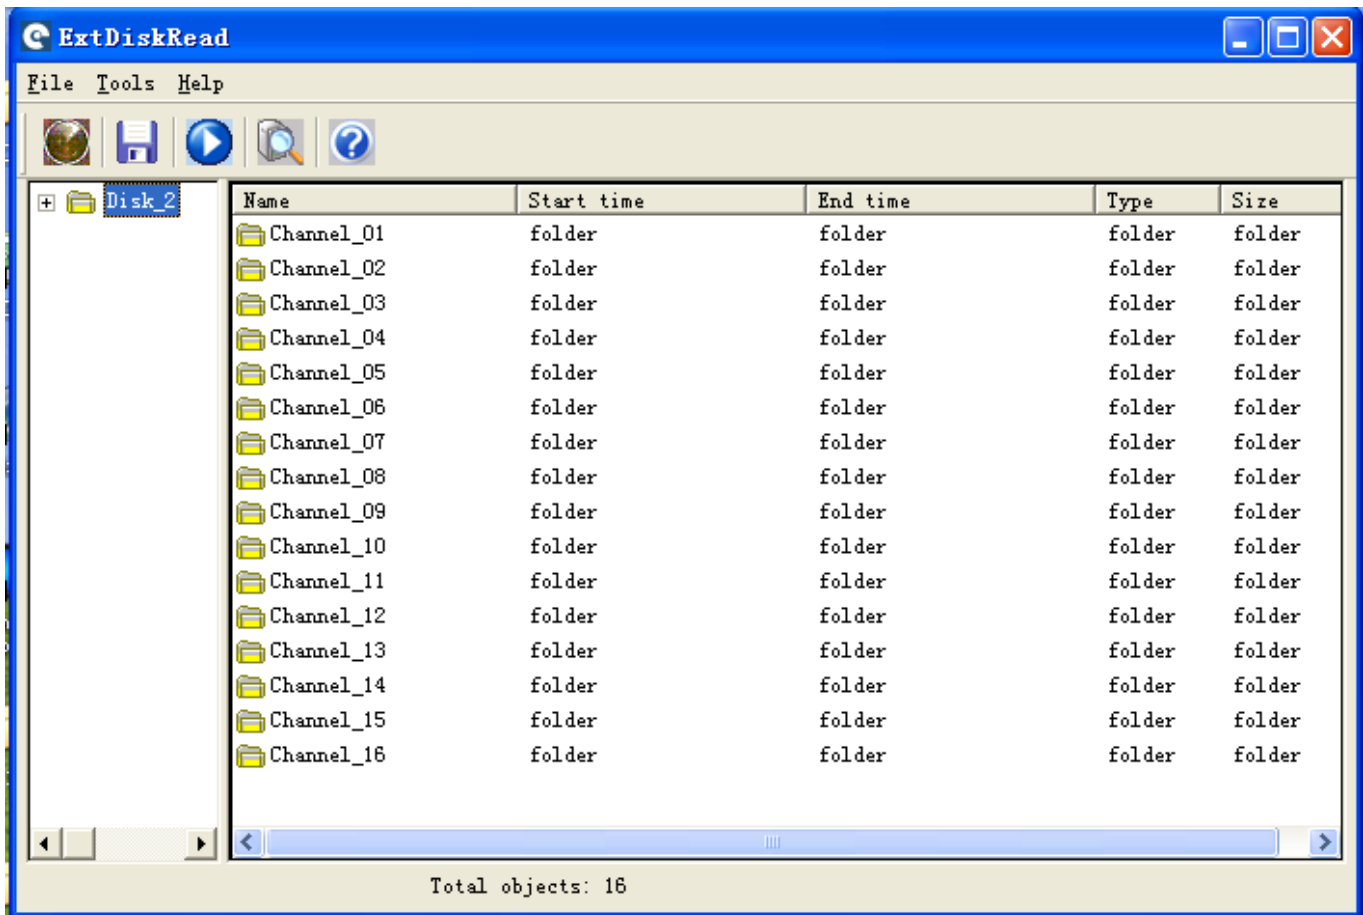 ExtDiskRead
File Tools Help
Disk_2
Name Start time End time Type Size
Channel_01 folder folder folder folder
Channel_02 folder folder folder folder
Channel_03 folder folder folder folder
Channel_04 folder folder folder folder
Channel_05 folder folder folder folder
Channel_06 folder folder folder folder
Channel_07 folder folder folder folder
Channel_08 folder folder folder folder
Channel_09 folder folder folder folder
Channel_10 folder folder folder folder
Channel_11 folder folder folder folder
Channel_12 folder folder folder folder
Channel_13 folder folder folder folder
Channel_14 folder folder folder folder
Channel_15 folder folder folder folder
Channel_16 folder folder folder folder
Total objects: 16